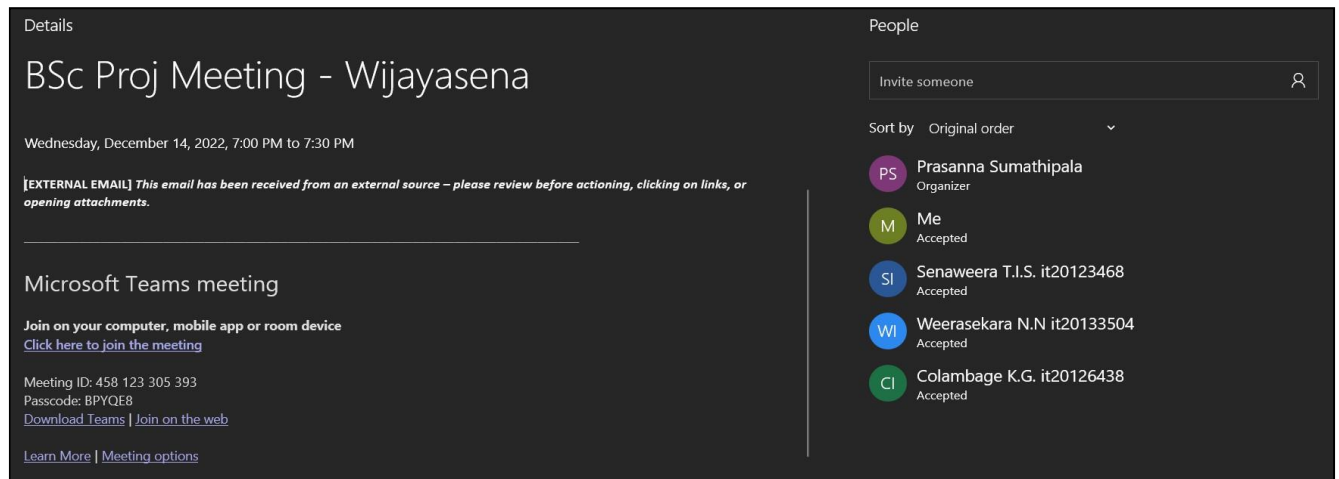 Details
BSc Proj Meeting - Wijayasena
Wednesday, December 14, 2022, 7:00 PM to 7:30 PM
[EXTERNAL EMAIL] This email has been received from an external source – please review before actioning, clicking on links, or
opening attachments.
Microsoft Teams meeting
Join on your computer, mobile app or room device
Click here to join the meeting
Meeting ID: 458 123 305 393
Passcode: BPYQE8
Download Teams | Join on the web
Learn More | Meeting options
People
Invite someone
Sort by Original order
PS Prasanna Sumathipala
Organizer
M Me
Accepted
SI Senaweera T.I.S. it20123468
Accepted
WI Weerasekara N.N it20133504
Accepted
CI Colambage K.G. it20126438
Accepted